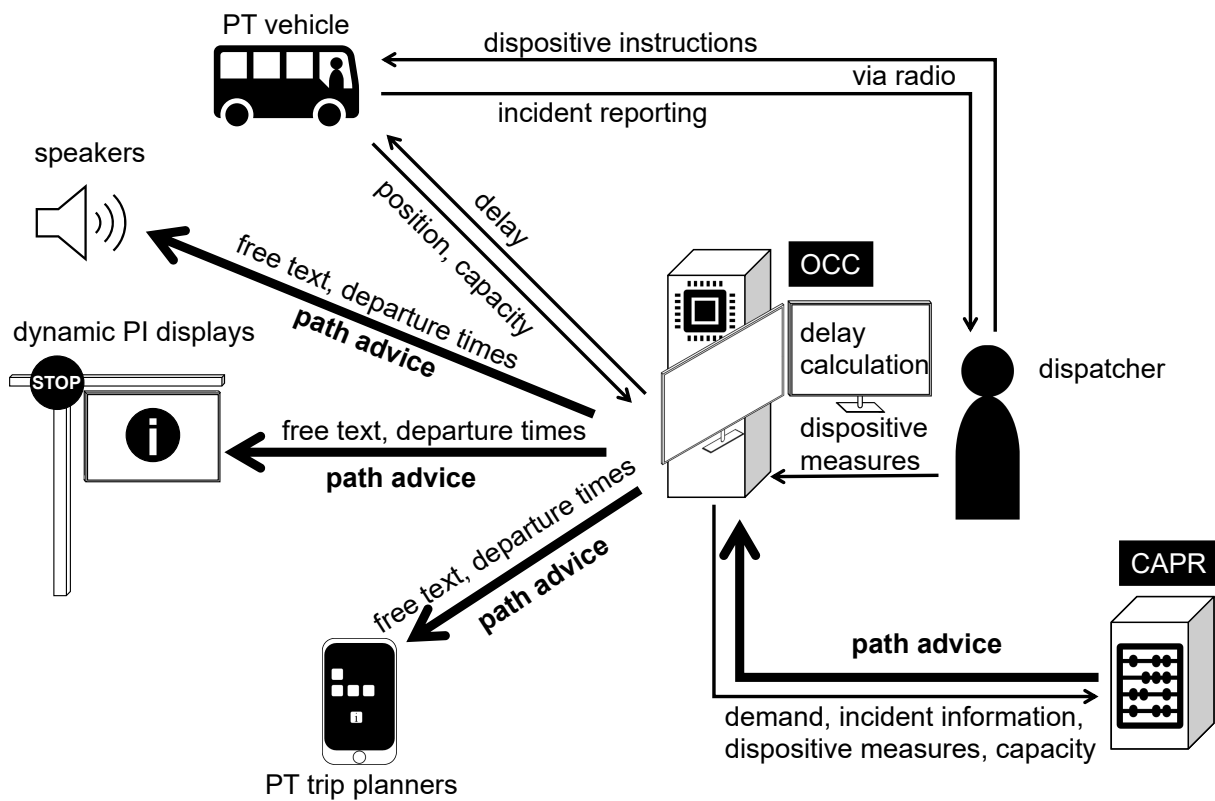 PT vehicle
dispositive instructions
via radio
incident reporting
speakers
delay
position, capacity
free text, departure times
path advice
OCC
delay
calculation
dispatcher
dynamic PI displays
STOP
i
free text, departure times
path advice
dispositive
measures
free text, departure times
path advice
CAPR
path advice
i
demand, incident information,
dispositive measures, capacity
PT trip planners